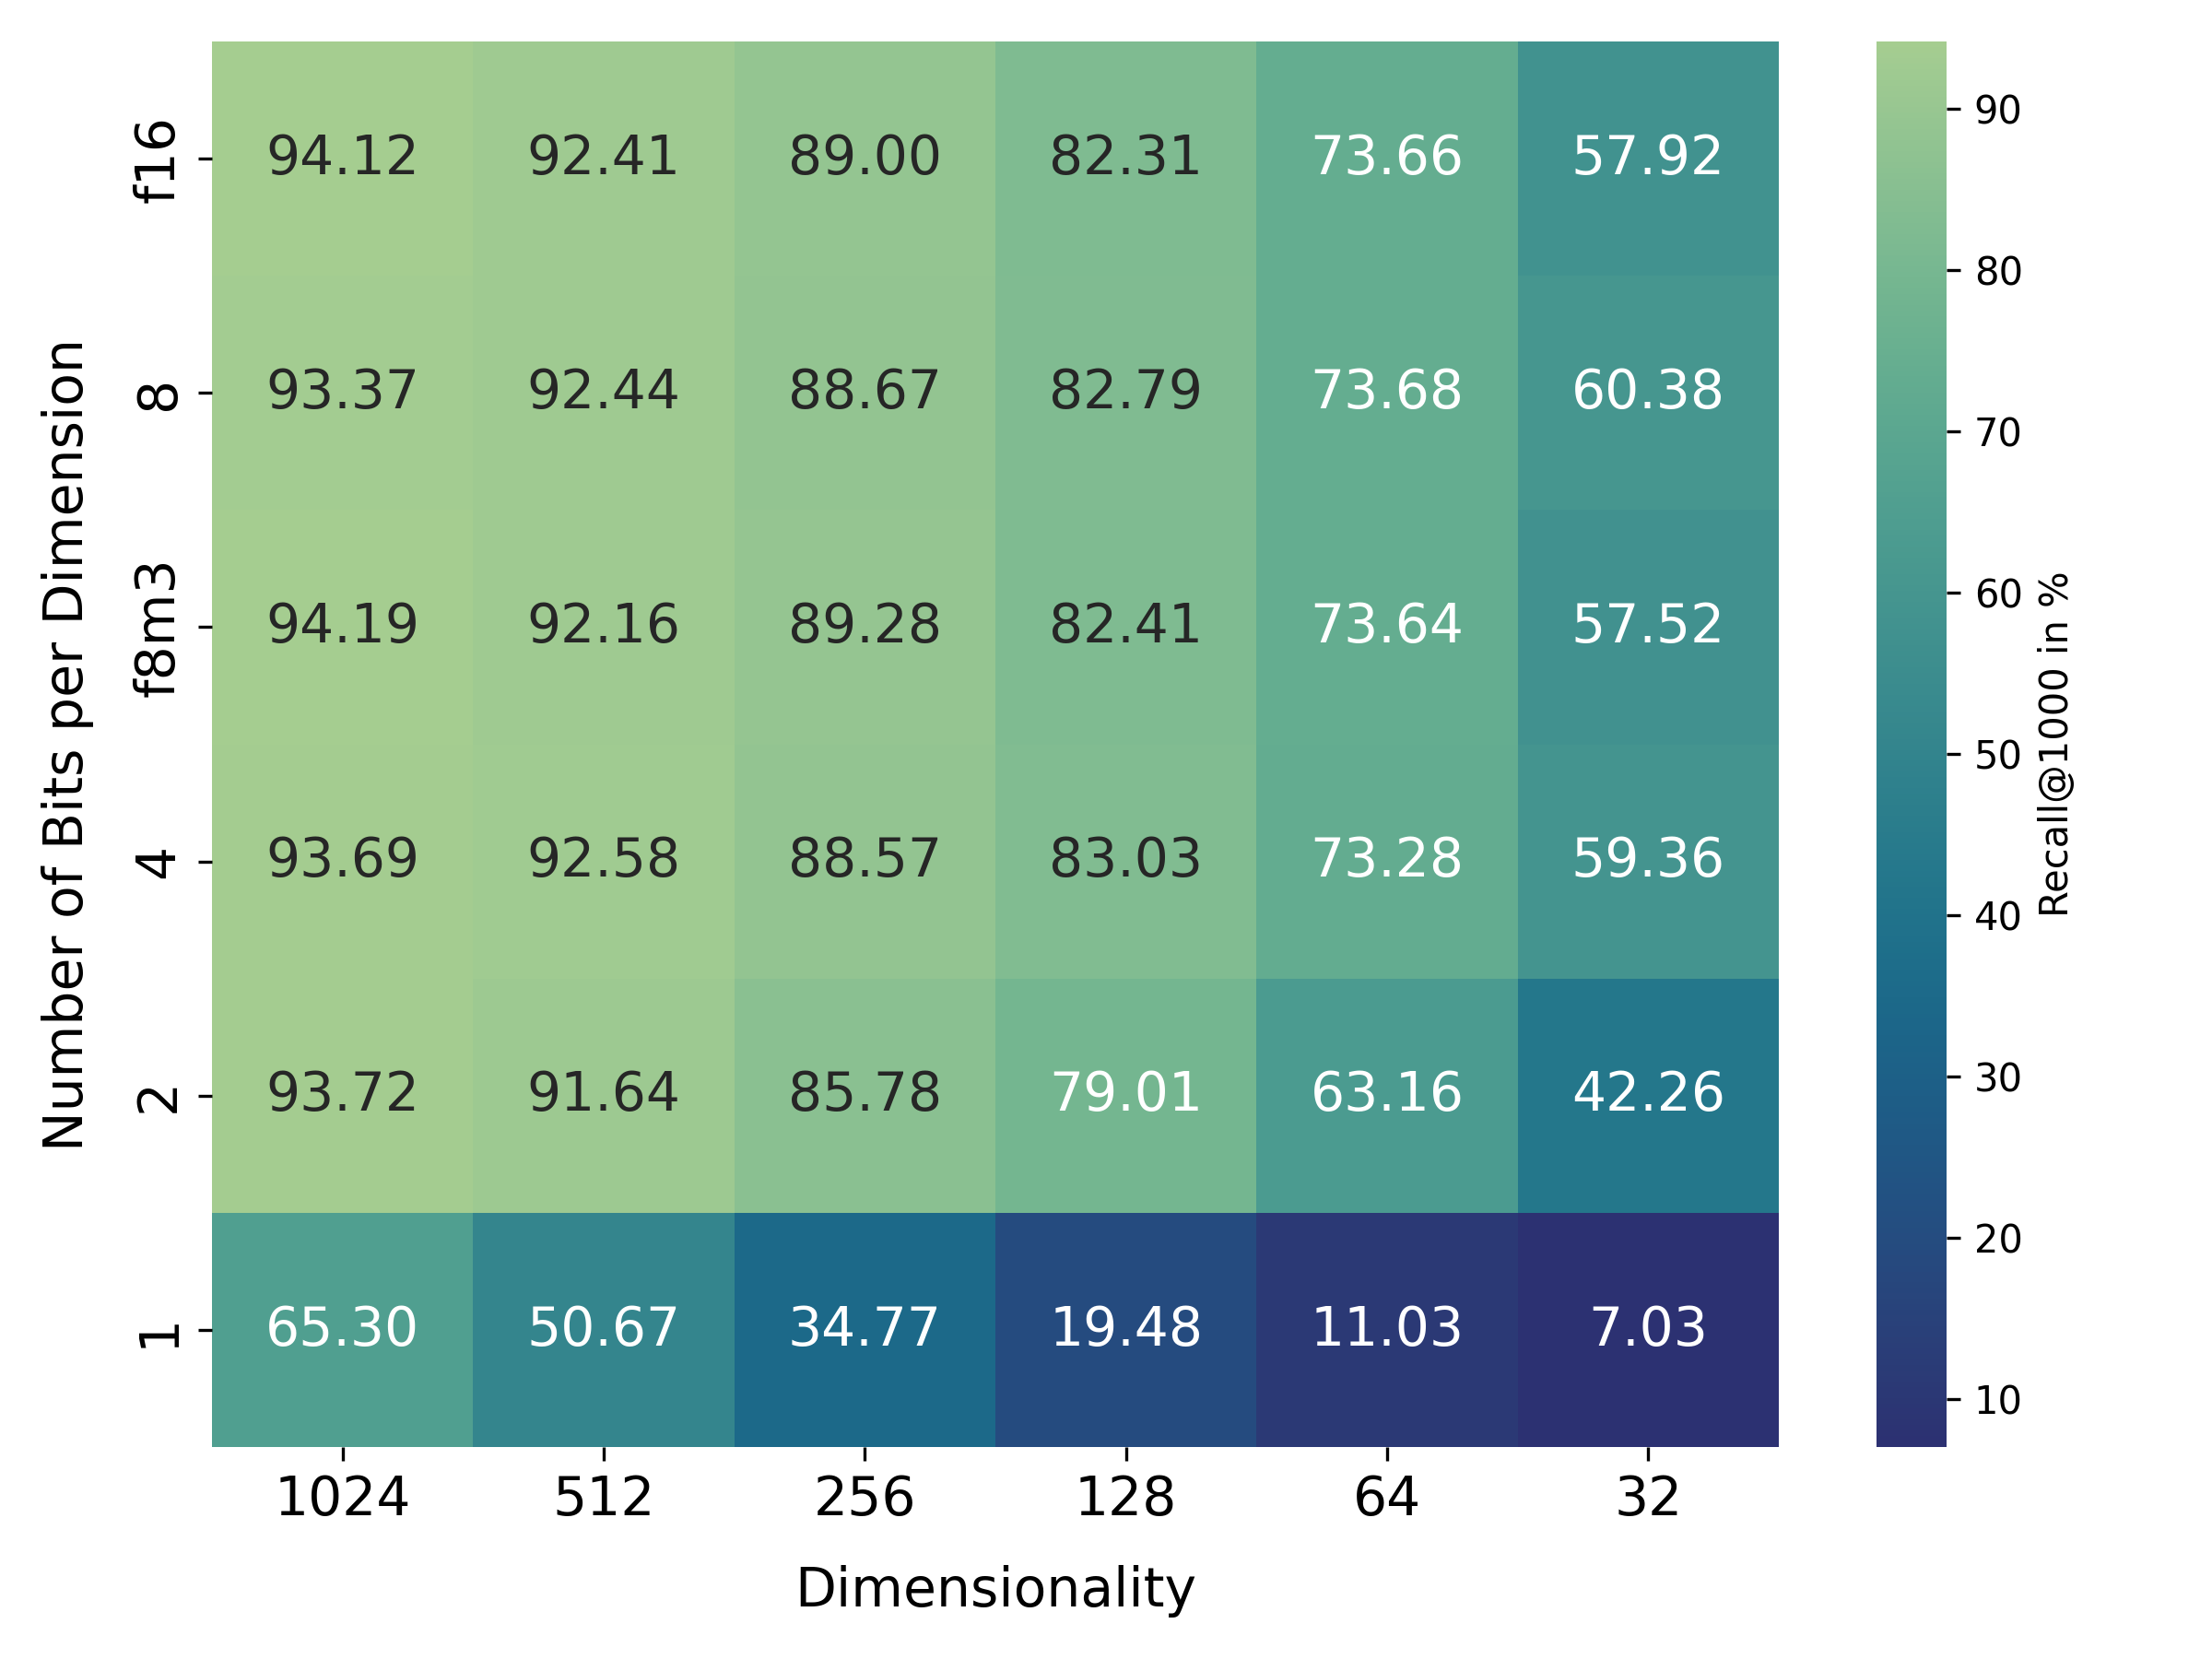 Number of Bits per Dimension
f16 94.12 92.41 89.00 82.31 73.66 57.92
8 93.37 92.44 88.67 82.79 73.68 60.38
f8m3 94.19 92.16 89.28 82.41 73.64 57.52
4 93.69 92.58 88.57 83.03 73.28 59.36
2 93.72 91.64 85.78 79.01 63.16 42.26
1 65.30 50.67 34.77 19.48 11.03 7.03
1024 512 256 128 64 32
Dimensionality
90
80
70
60
50
40
30
20
10
Recall@1000 in %